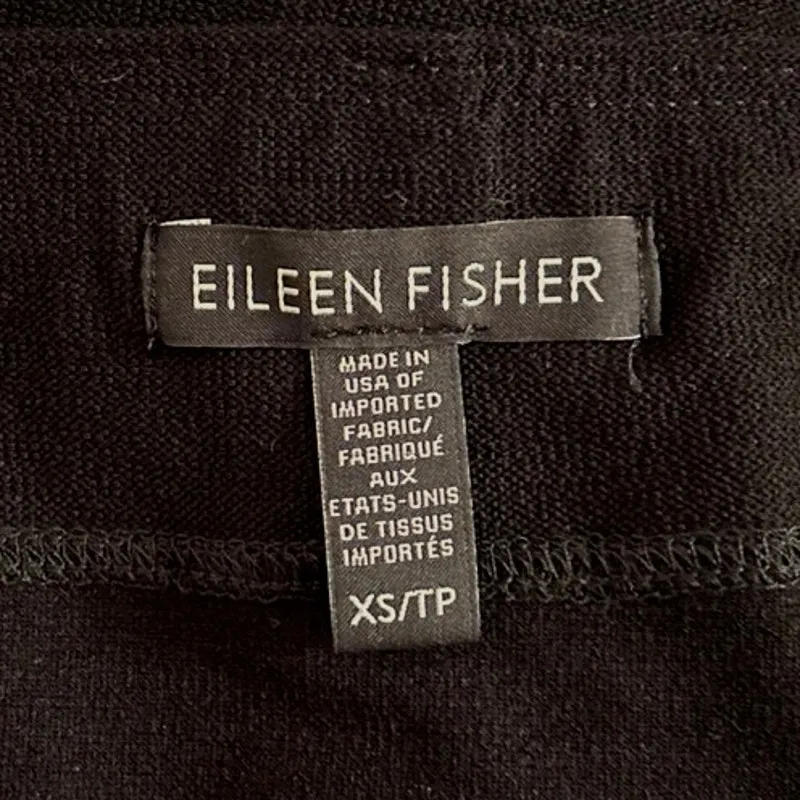 EILEEN FISHER
MADE IN
USA OF
IMPORTED
FABRIC/
FABRIQUÉ
AUX
ETATS-UNIS
DE TISSUS
IMPORTÉS
XS/TP